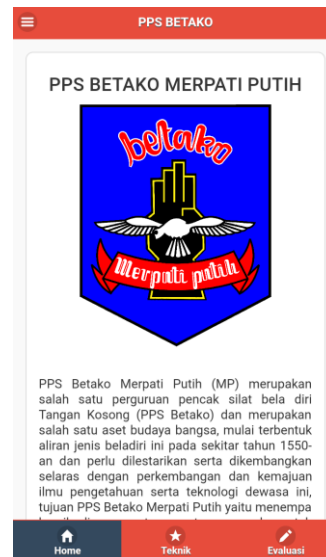 PPS BETAKO
PPS BETAKO MERPATI PUTIH
betako
Merpati putih
PPS Betako Merpati Putih (MP) merupakan
salah satu perguruan pencak silat bela diri
Tangan Kosong (PPS Betako) dan merupakan
salah satu aset budaya bangsa, mulai terbentuk
aliran jenis beladiri ini pada sekitar tahun 1550-
an dan perlu dilestarikan serta dikembangkan
selaras dengan perkembangan dan kemajuan
ilmu pengetahuan serta teknologi dewasa ini,
tujuan PPS Betako Merpati Putih yaitu menempa
Home
Teknik
Evaluasi